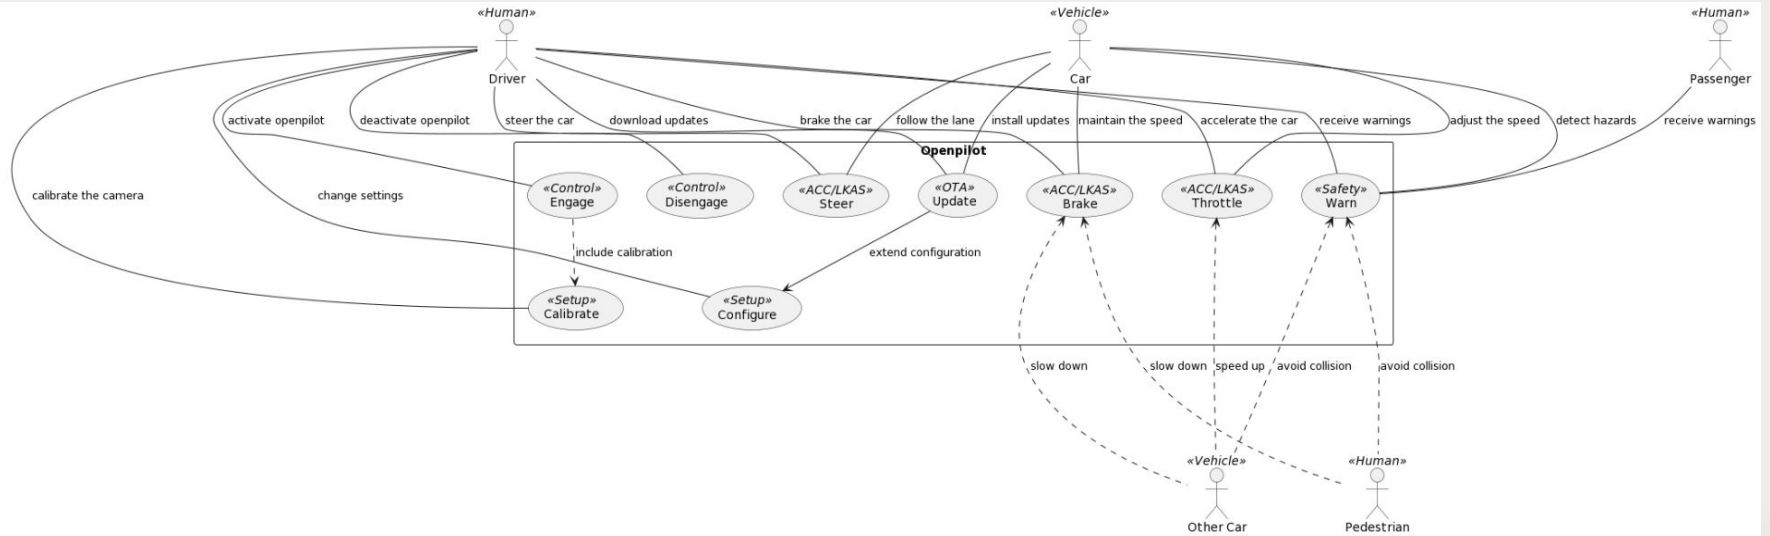 «Human»
Driver
«Vehicle»
Car
«Human»
Passenger
activate openpilot
deactivate openpilot
steer the car
download updates
brake the car
follow the lane
install updates
maintain the speed
accelerate the car
receive warnings
adjust the speed
detect hazards
receive warnings
Openpilot
calibrate the camera
change settings
«Control»
Engage
«Control»
Disengage
«ACC/LKAS»
Steer
«OTA»
Update
«ACC/LKAS»
Brake
«ACC/LKAS»
Throttle
«Safety»
Warn
include calibration
extend configuration
«Setup»
Calibrate
«Setup»
Configure
slow down
slow down
speed up
avoid collision
avoid collision
«Vehicle»
Other Car
«Human»
Pedestrian